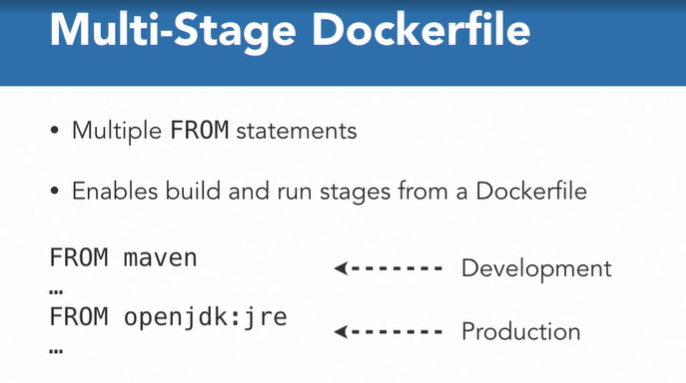 Multi-Stage Dockerfile
• Multiple FROM statements
• Enables build and run stages from a Dockerfile
FROM maven
Development
…
FROM openjdk:jre
Production
…